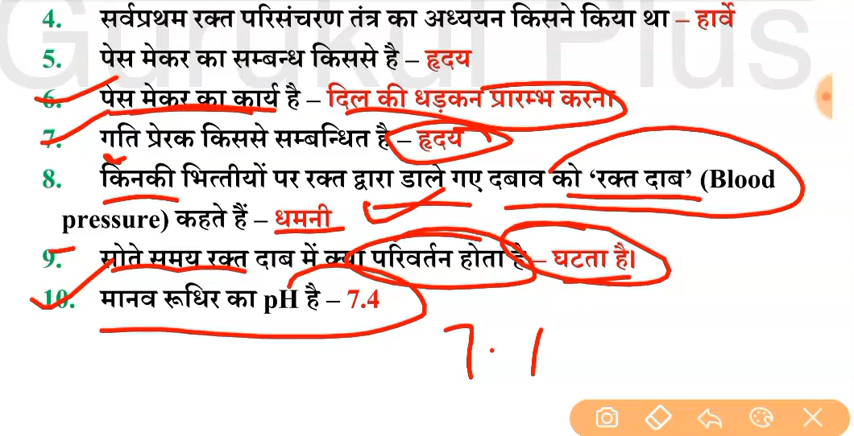 Gurukul Plus
4. सर्वप्रथम रक्त परिसंचरण तंत्र का अध्ययन किसने किया था – हार्वे
5. पेस मेकर का सम्बन्ध किससे है – हृदय
6. पेस मेकर का कार्य है – दिल की धड़कन प्रारम्भ करना
7. गति प्रेरक किससे सम्बन्धित है – हृदय
8. किनकी भित्तीयों पर रक्त द्वारा डाले गए दबाव को ‘रक्त दाब’ (Blood
pressure) कहते हैं – धमनी
9. सोते समय रक्त दाब में क्या परिवर्तन होता है – घटता है।
10. मानव रूधिर का pH है – 7.4
7.1